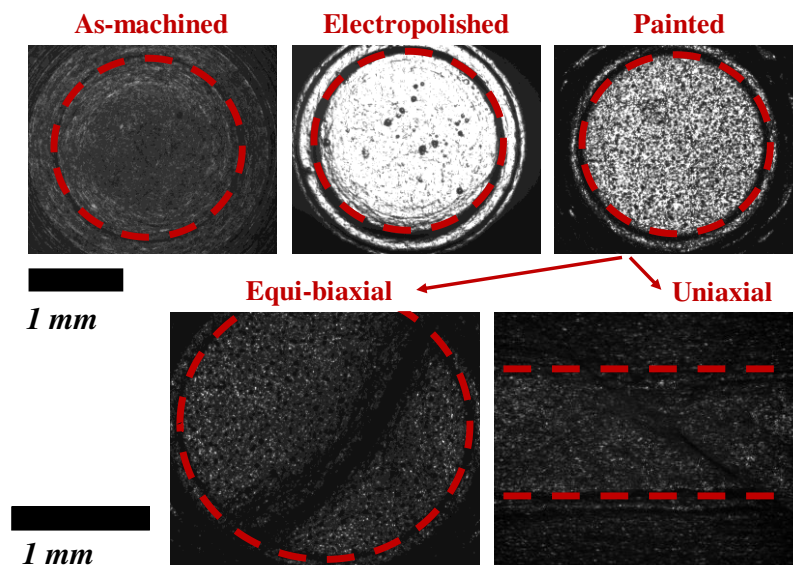 As-machined
Electropolished
Painted
1 mm
Equi-biaxial
Uniaxial
1 mm